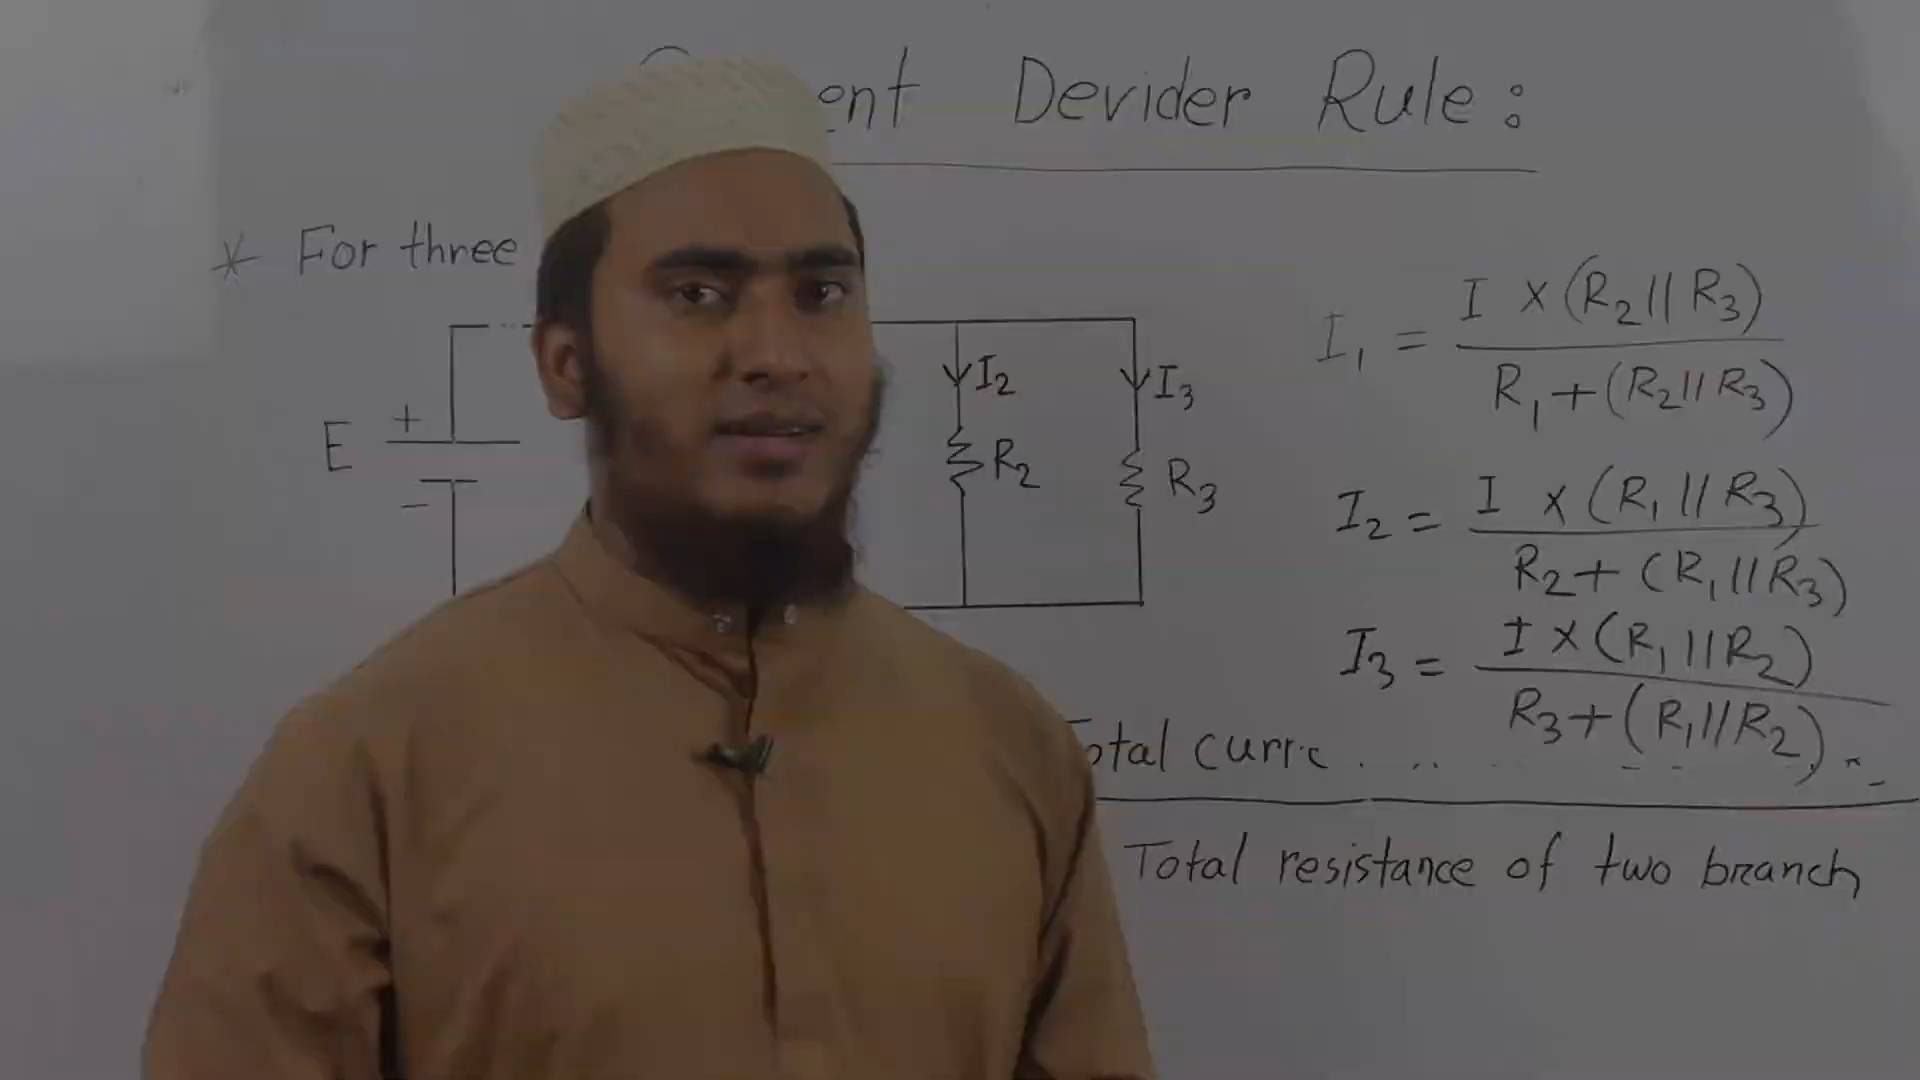 ent Devider Rule:
* For three
E + -
I2
R2
I3
R3
I1 = I × (R2 || R3) / R1 + (R2 || R3)
I2 = I × (R1 || R3) / R2 + (R1 || R3)
I3 = I × (R1 || R2) / R3 + (R1 || R2)
otal curr
Total resistance of two branch